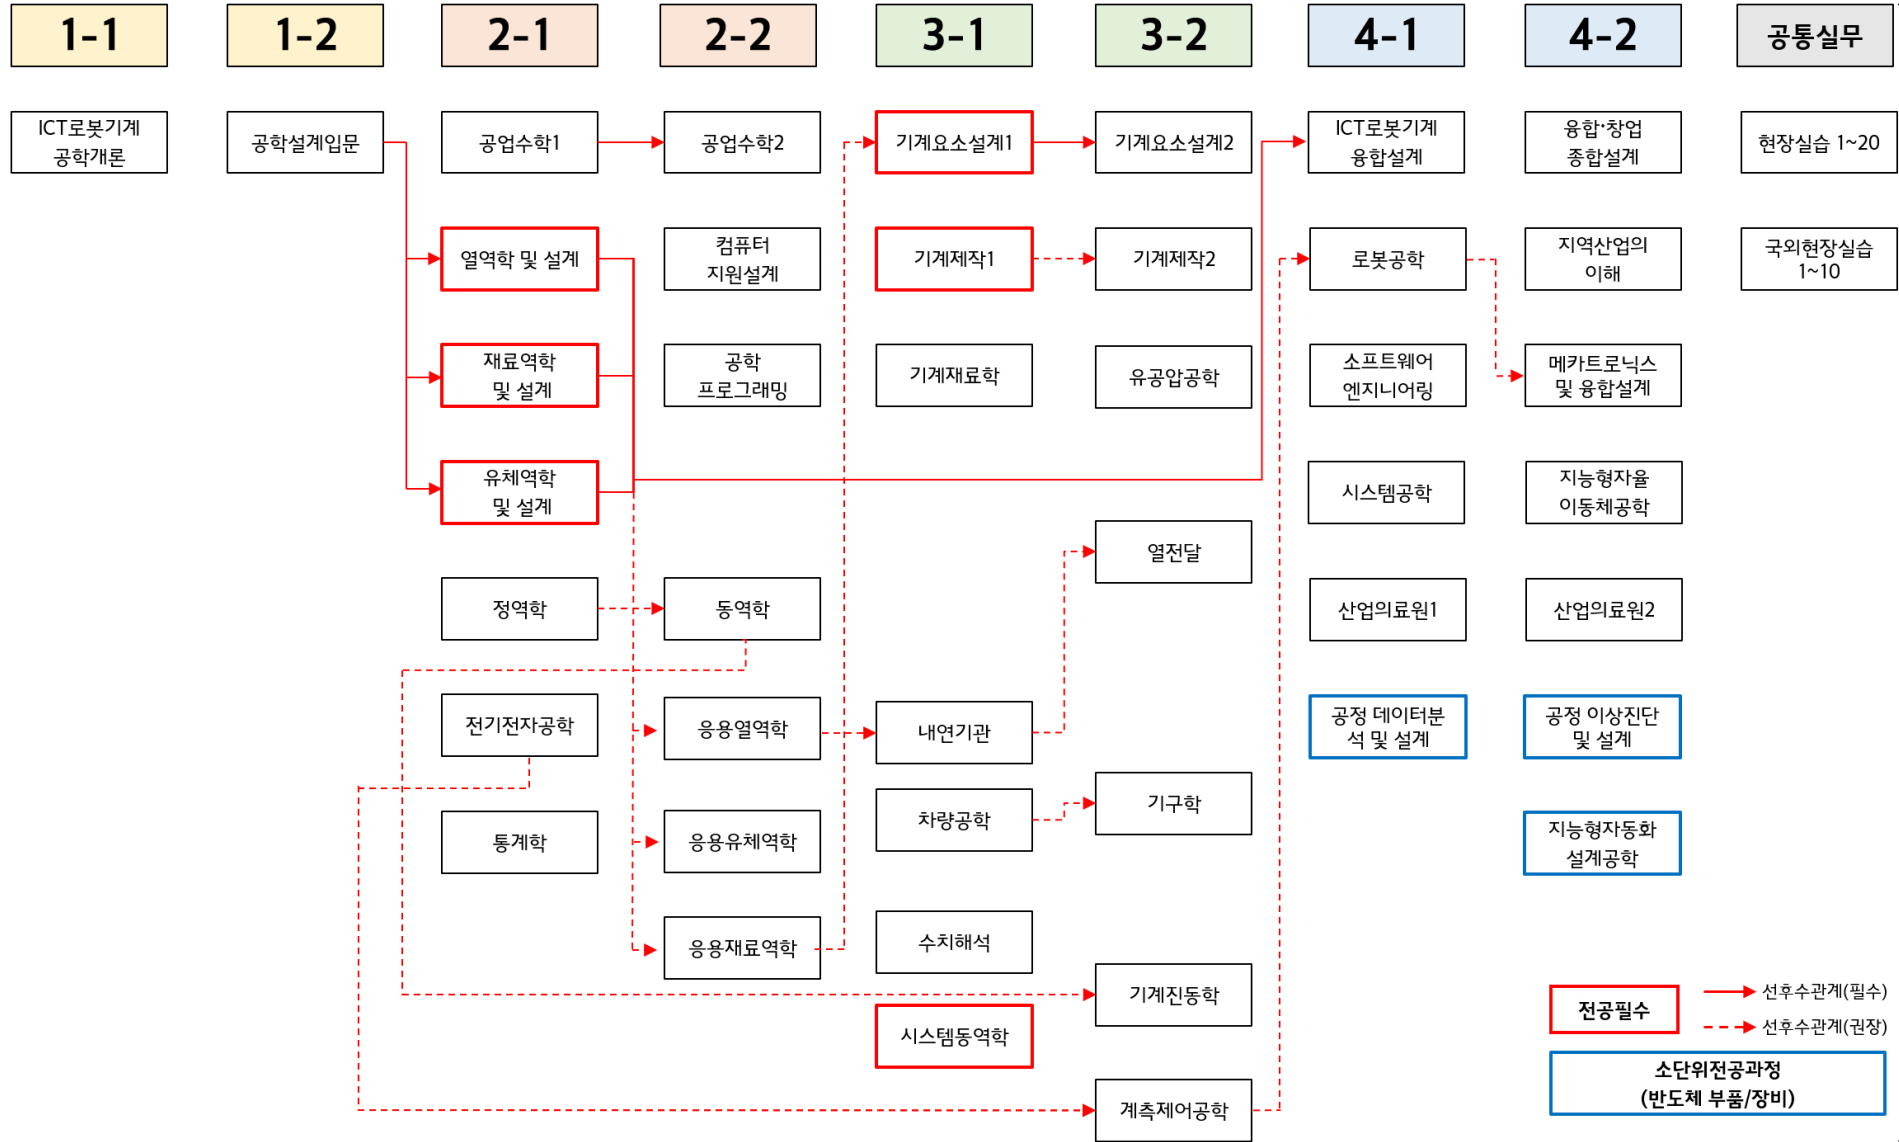 1-1
1-2
2-1
2-2
3-1
3-2
4-1
4-2
공통실무
ICT로봇기계
공학개론
공학설계입문
공업수학1
공업수학2
기계요소설계1
기계요소설계2
ICT로봇기계
융합설계
융합·창업
종합설계
현장실습 1~20
열역학 및 설계
컴퓨터
지원설계
기계제작1
기계제작2
로봇공학
지역산업의
이해
국외현장실습
1~10
재료역학
및 설계
공학
프로그래밍
기계재료학
유공압공학
소프트웨어
엔지니어링
메카트로닉스
및 융합설계
유체역학
및 설계
시스템공학
지능형자율
이동체공학
열전달
정역학
동역학
산업의료원1
산업의료원2
전기전자공학
응용열역학
내연기관
공정 데이터분
석 및 설계
공정 이상진단
및 설계
통계학
응용유체역학
차량공학
기구학
지능형자동화
설계공학
응용재료역학
수치해석
기계진동학
시스템동역학
계측제어공학
전공필수
선후수관계(필수)
선후수관계(권장)
소단위전공과정
(반도체 부품/장비)